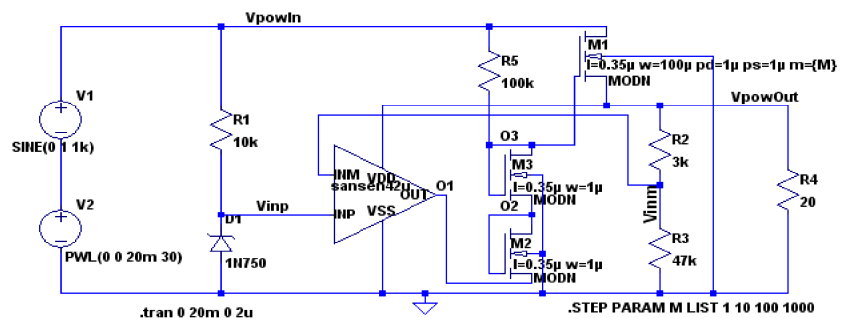 VpowIn
M1
l=0.35µ w=100µ pd=1µ ps=1µ m={M}
MODN
R5
100k
V1
SINE(0 1 1k)
R1
10k
VpowOut
O3
R2
3k
M3
l=0.35µ w=1µ
MODN
INM
VDD
sansen42u
OUT
O1
INP
VSS
Vinp
O2
Vinm
R4
20
V2
PWL(0 0 20m 30)
D1
1N750
M2
l=0.35µ w=1µ
MODN
R3
47k
.tran 0 20m 0 2u
.STEP PARAM M LIST 1 10 100 1000